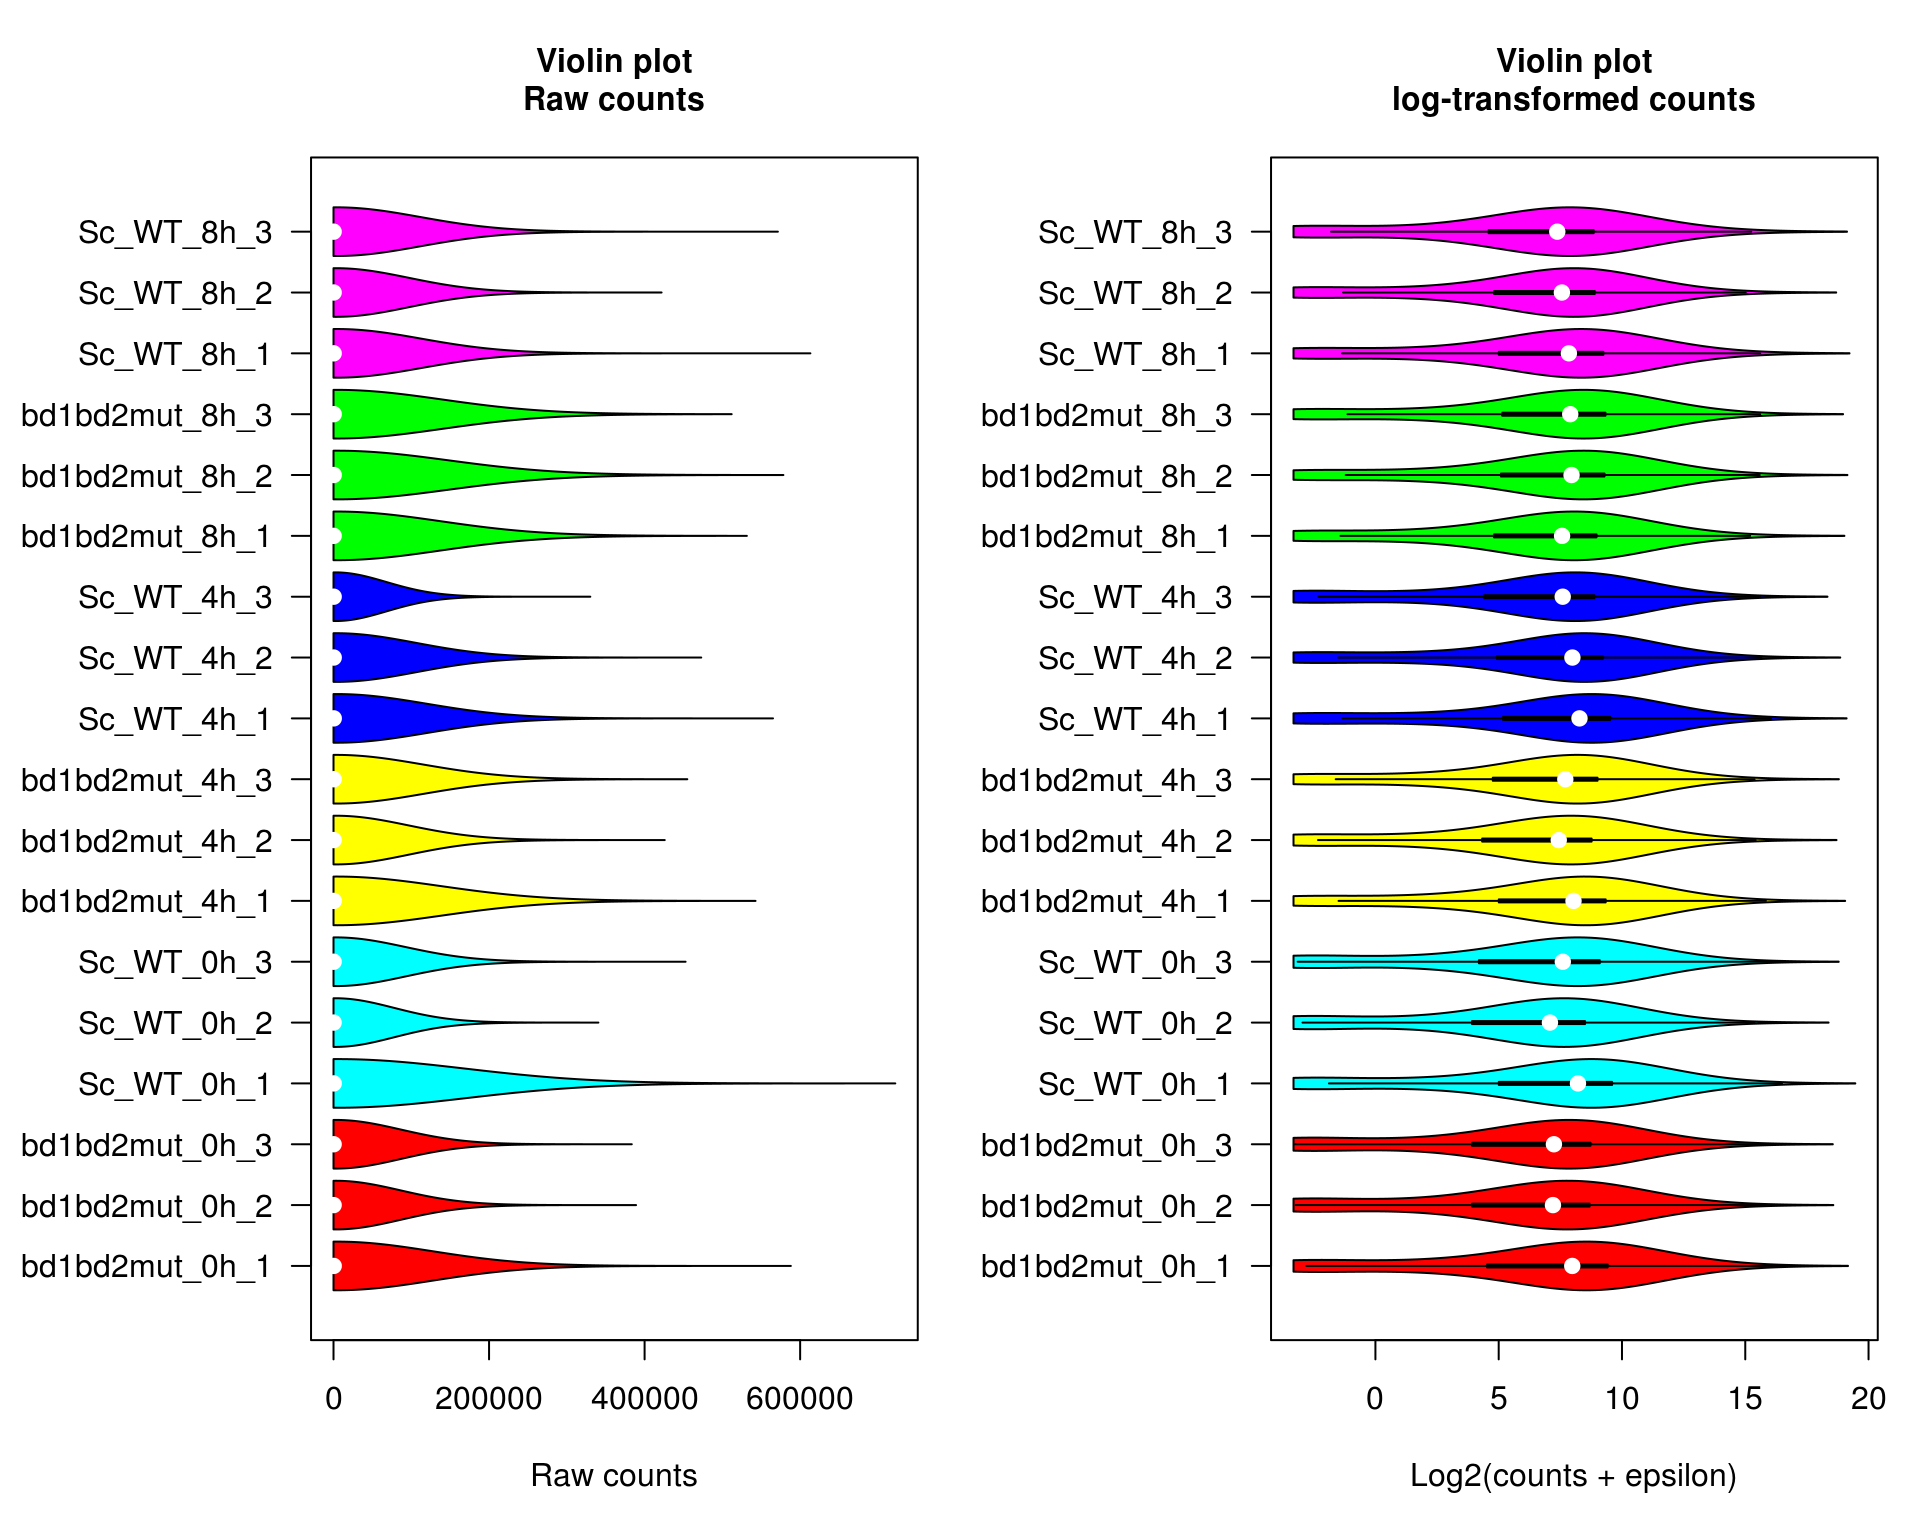 Violin plot
Raw counts
Sc_WT_8h_3
Sc_WT_8h_2
Sc_WT_8h_1
bd1bd2mut_8h_3
bd1bd2mut_8h_2
bd1bd2mut_8h_1
Sc_WT_4h_3
Sc_WT_4h_2
Sc_WT_4h_1
bd1bd2mut_4h_3
bd1bd2mut_4h_2
bd1bd2mut_4h_1
Sc_WT_0h_3
Sc_WT_0h_2
Sc_WT_0h_1
bd1bd2mut_0h_3
bd1bd2mut_0h_2
bd1bd2mut_0h_1
0 200000 400000 600000
Raw counts
Violin plot
log-transformed counts
Sc_WT_8h_3
Sc_WT_8h_2
Sc_WT_8h_1
bd1bd2mut_8h_3
bd1bd2mut_8h_2
bd1bd2mut_8h_1
Sc_WT_4h_3
Sc_WT_4h_2
Sc_WT_4h_1
bd1bd2mut_4h_3
bd1bd2mut_4h_2
bd1bd2mut_4h_1
Sc_WT_0h_3
Sc_WT_0h_2
Sc_WT_0h_1
bd1bd2mut_0h_3
bd1bd2mut_0h_2
bd1bd2mut_0h_1
0 5 10 15 20
Log2(counts + epsilon)